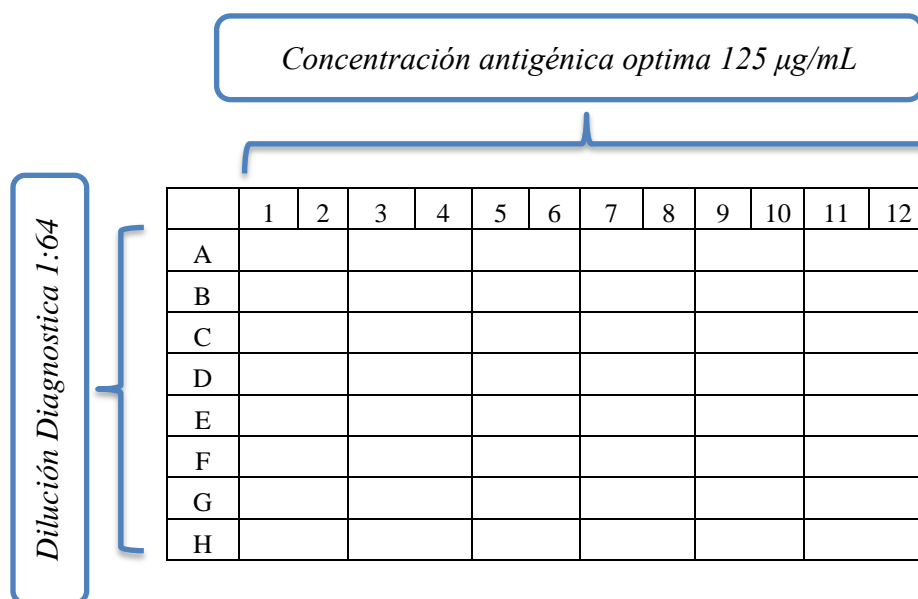 Concentración antigénica optima 125 μg/mL
Dilución Diagnostica 1:64
1 2 3 4 5 6 7 8 9 10 11 12
A
B
C
D
E
F
G
H